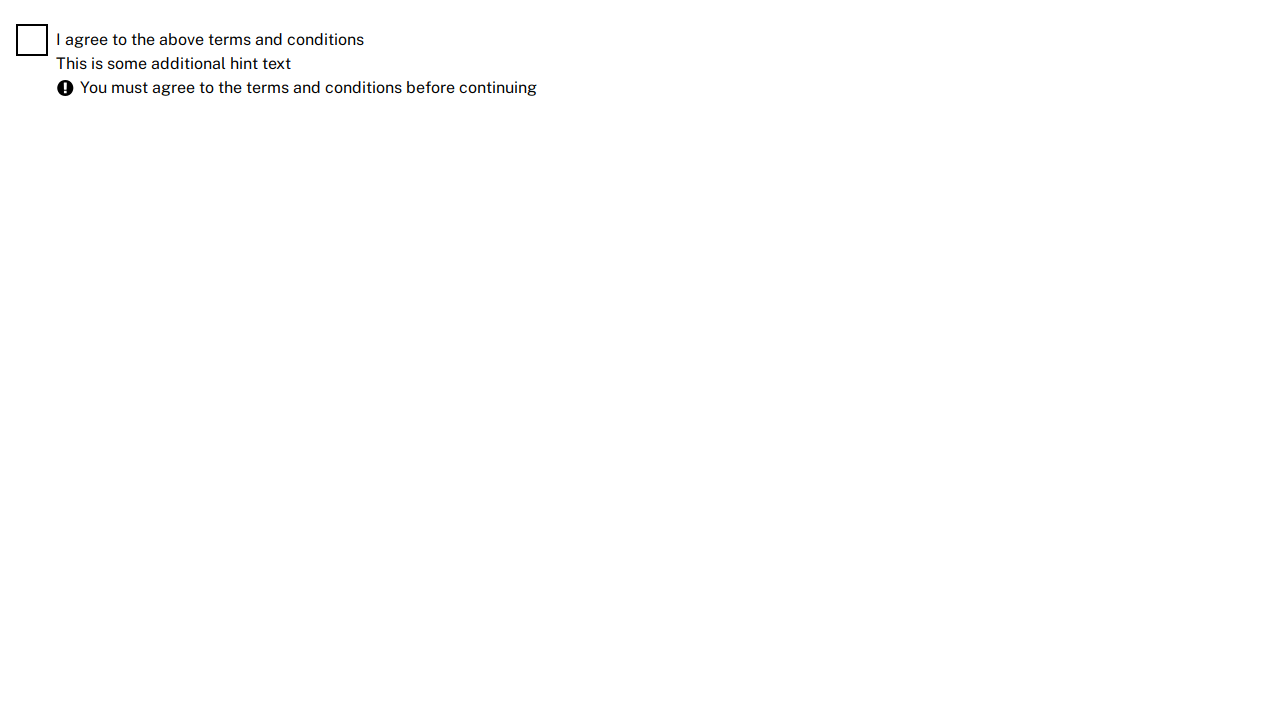 I agree to the above terms and conditions
This is some additional hint text
You must agree to the terms and conditions before continuing